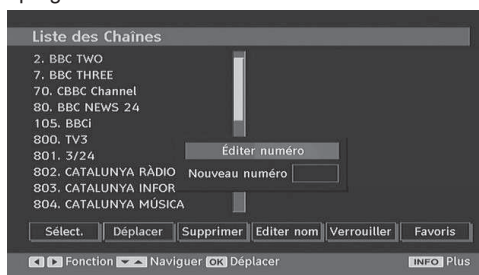 Liste des Chaînes
2. BBC TWO
7. BBC THREE
70. CBBC Channel
80. BBC NEWS 24
105. BBCi
800. TV3
801. 3/24
802. CATALUNYA RÀDIO
803. CATALUNYA INFOR
804. CATALUNYA MÚSICA
Éditer numéro
Nouveau numéro
Sélect. Déplacer Supprimer Editer nom Verrouiller Favoris
Fonction Naviguer OK Déplacer INFO Plus